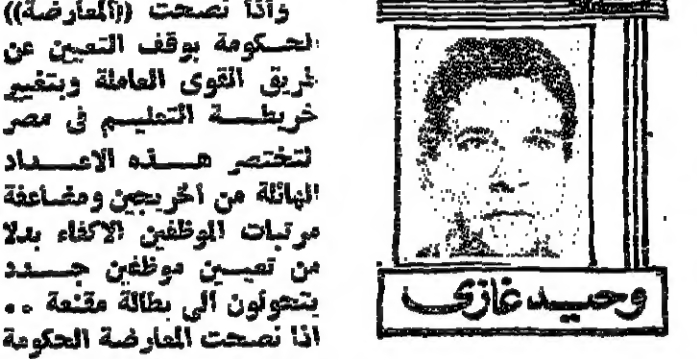 واذا نصحت ((المعارضة))
الحكومة بوقف التعيين عن
طريق القوى العاملة وبتغيير
خريطة التعليم في مصر
لتختصر هذه الاعداد
الهائلة من الخريجين ومضاعفة
مرتبات الموظفين الاكفاء بدلا
من تعيين موظفين جدد
يتحولون الى بطالة مقنعة ..
اذا نصحت المعارضة الحكومة
وحيد غازى